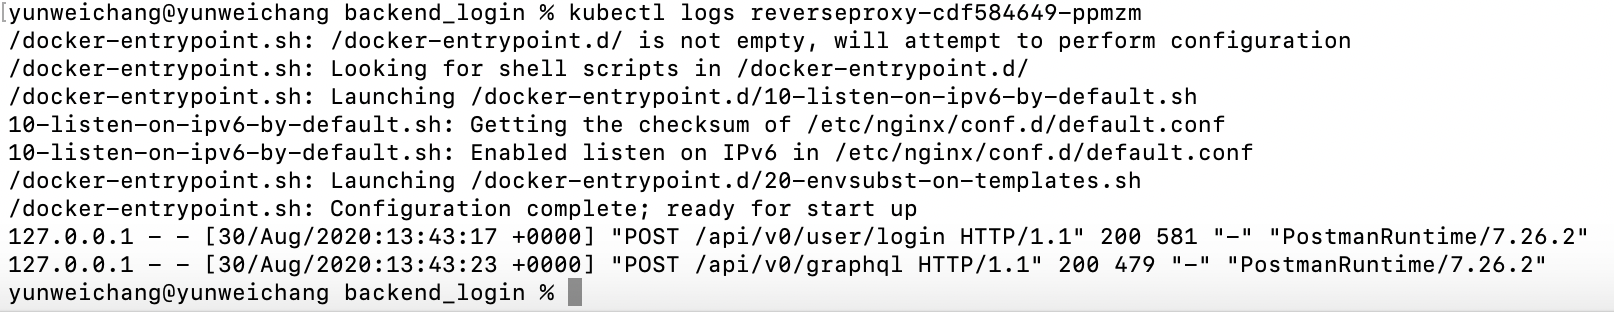 [yunweichang@yunweichang backend_login % kubectl logs reverseproxy-cdf584649-ppmzm
/docker-entrypoint.sh: /docker-entrypoint.d/ is not empty, will attempt to perform configuration
/docker-entrypoint.sh: Looking for shell scripts in /docker-entrypoint.d/
/docker-entrypoint.sh: Launching /docker-entrypoint.d/10-listen-on-ipv6-by-default.sh
10-listen-on-ipv6-by-default.sh: Getting the checksum of /etc/nginx/conf.d/default.conf
10-listen-on-ipv6-by-default.sh: Enabled listen on IPv6 in /etc/nginx/conf.d/default.conf
/docker-entrypoint.sh: Launching /docker-entrypoint.d/20-envsubst-on-templates.sh
/docker-entrypoint.sh: Configuration complete; ready for start up
127.0.0.1 - - [30/Aug/2020:13:43:17 +0000] "POST /api/v0/user/login HTTP/1.1" 200 581 "-" "PostmanRuntime/7.26.2"
127.0.0.1 - - [30/Aug/2020:13:43:23 +0000] "POST /api/v0/graphql HTTP/1.1" 200 479 "-" "PostmanRuntime/7.26.2"
yunweichang@yunweichang backend_login %